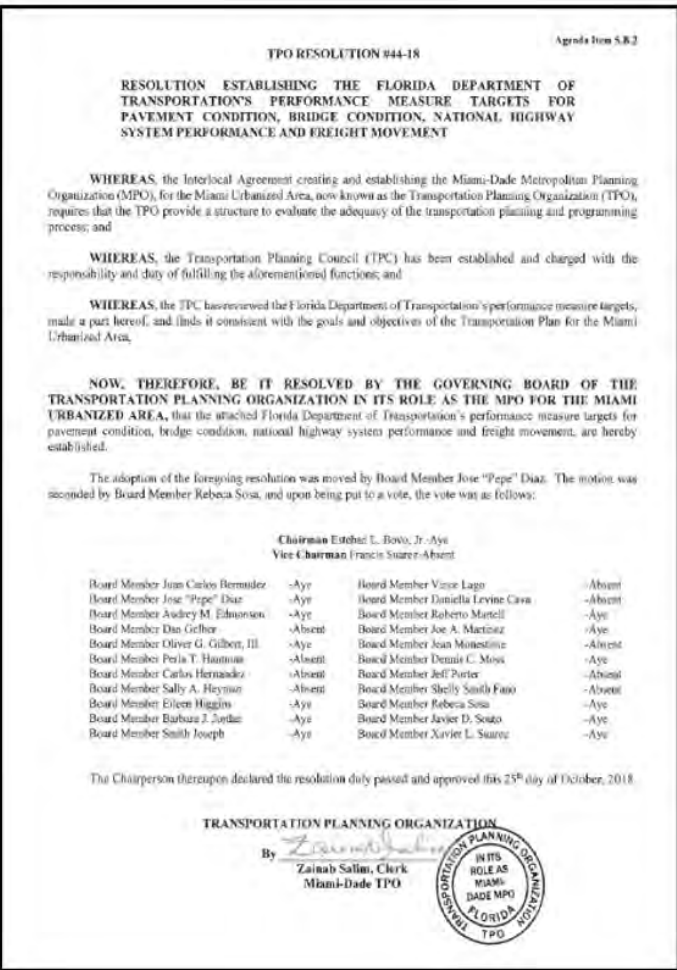 Agenda Item 5.B.2
TPO RESOLUTION #44-18
RESOLUTION ESTABLISHING THE FLORIDA DEPARTMENT OF
TRANSPORTATION'S PERFORMANCE MEASURE TARGETS FOR
PAVEMENT CONDITION, BRIDGE CONDITION, NATIONAL HIGHWAY
SYSTEM PERFORMANCE AND FREIGHT MOVEMENT
WHEREAS, the Interlocal Agreement creating and establishing the Miami-Dade Metropolitan Planning
Organization (MPO), for the Miami Urbanized Area, now known as the Transportation Planning Organization (TPO),
requires that the TPO provide a structure to evaluate the adequacy of the transportation planning and programming
process; and
WHEREAS, the Transportation Planning Council (TPC) has been established and charged with the
responsibility and duty of fulfilling the aforementioned functions; and
WHEREAS, the TPC has reviewed the Florida Department of Transportation's performance measure targets,
made a part hereof, and finds it consistent with the goals and objectives of the Transportation Plan for the Miami
Urbanized Area,
NOW, THEREFORE, BE IT RESOLVED BY THE GOVERNING BOARD OF THE
TRANSPORTATION PLANNING ORGANIZATION IN ITS ROLE AS THE MPO FOR THE MIAMI
URBANIZED AREA, that the attached Florida Department of Transportation's performance measure targets for
pavement condition, bridge condition, national highway system performance and freight movement, are hereby
established.
The adoption of the foregoing resolution was moved by Board Member Jose "Pepe" Diaz. The motion was
seconded by Board Member Rebeca Sosa, and upon being put to a vote, the vote was as follows:
Chairman Esteban L. Bovo, Jr.-Aye
Vice Chairman Francis Suarez-Absent
Board Member Juan Carlos Bermudez -Aye Board Member Vince Lago -Absent
Board Member Jose "Pepe" Diaz -Aye Board Member Daniella Levine Cava -Absent
Board Member Audrey M. Edmonson -Aye Board Member Roberto Martell -Aye
Board Member Dan Gelber -Absent Board Member Joe A. Martinez -Aye
Board Member Oliver G. Gilbert, III -Aye Board Member Jean Monestime -Absent
Board Member Perla T. Hantman -Absent Board Member Dennis C. Moss -Aye
Board Member Carlos Hernandez -Absent Board Member Jeff Porter -Absent
Board Member Sally A. Heyman -Absent Board Member Shelly Smith Fano -Absent
Board Member Eileen Higgins -Aye Board Member Rebeca Sosa -Aye
Board Member Barbara J. Jordan -Aye Board Member Javier D. Souto -Aye
Board Member Smith Joseph -Aye Board Member Xavier L. Suarez -Aye
The Chairperson thereupon declared the resolution duly passed and approved this 25th day of October, 2018
TRANSPORTATION PLANNING ORGANIZATION
By
Zainab Salim, Clerk
Miami-Dade TPO
TRANSPORTATION PLANNING ORGANIZATION
IN ITS
ROLE AS
MIAMI-
DADE MPO
FLORIDA
TPO